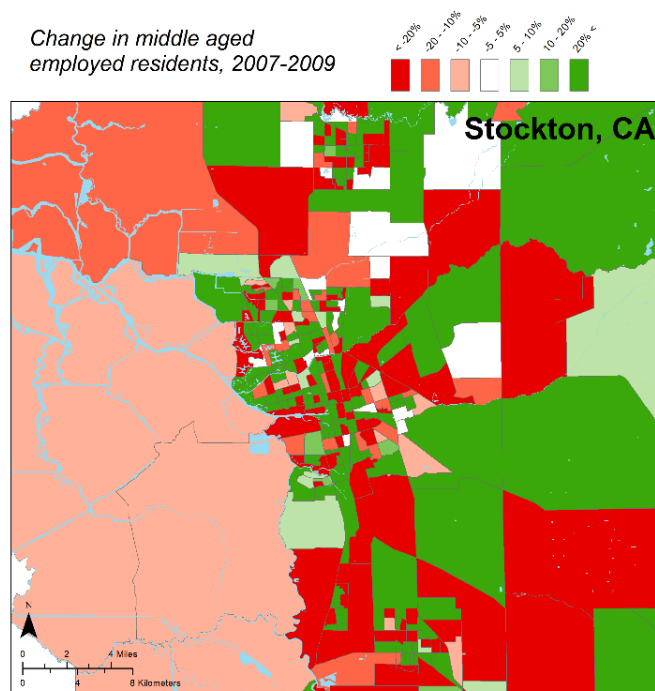 Change in middle aged
employed residents, 2007-2009
< -20%
-20 - -10%
-10 - -5%
-5 - 5%
5 - 10%
10 - 20%
20% <
Stockton, CA
N
0 2 4 Miles
0 4 8 Kilometers